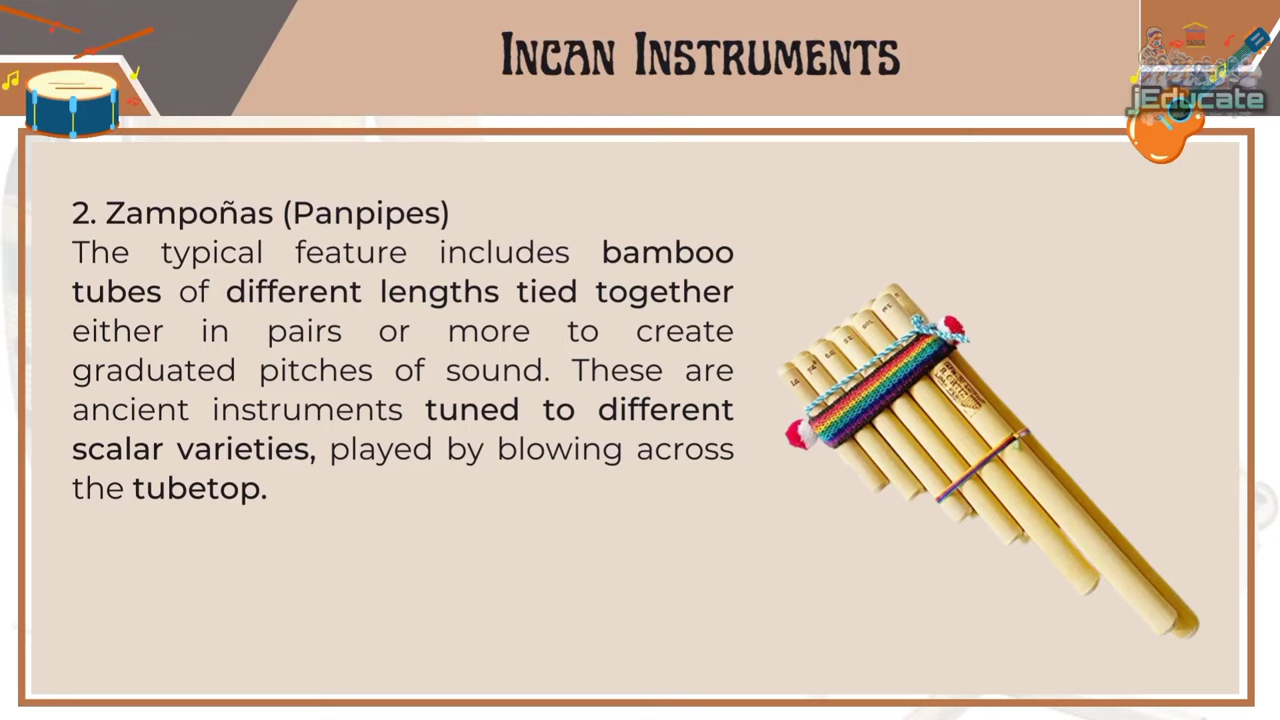 Incan Instruments
jEducate
2. Zampoñas (Panpipes)
The typical feature includes bamboo
tubes of different lengths tied together
either in pairs or more to create
graduated pitches of sound. These are
ancient instruments tuned to different
scalar varieties, played by blowing across
the tubetop.